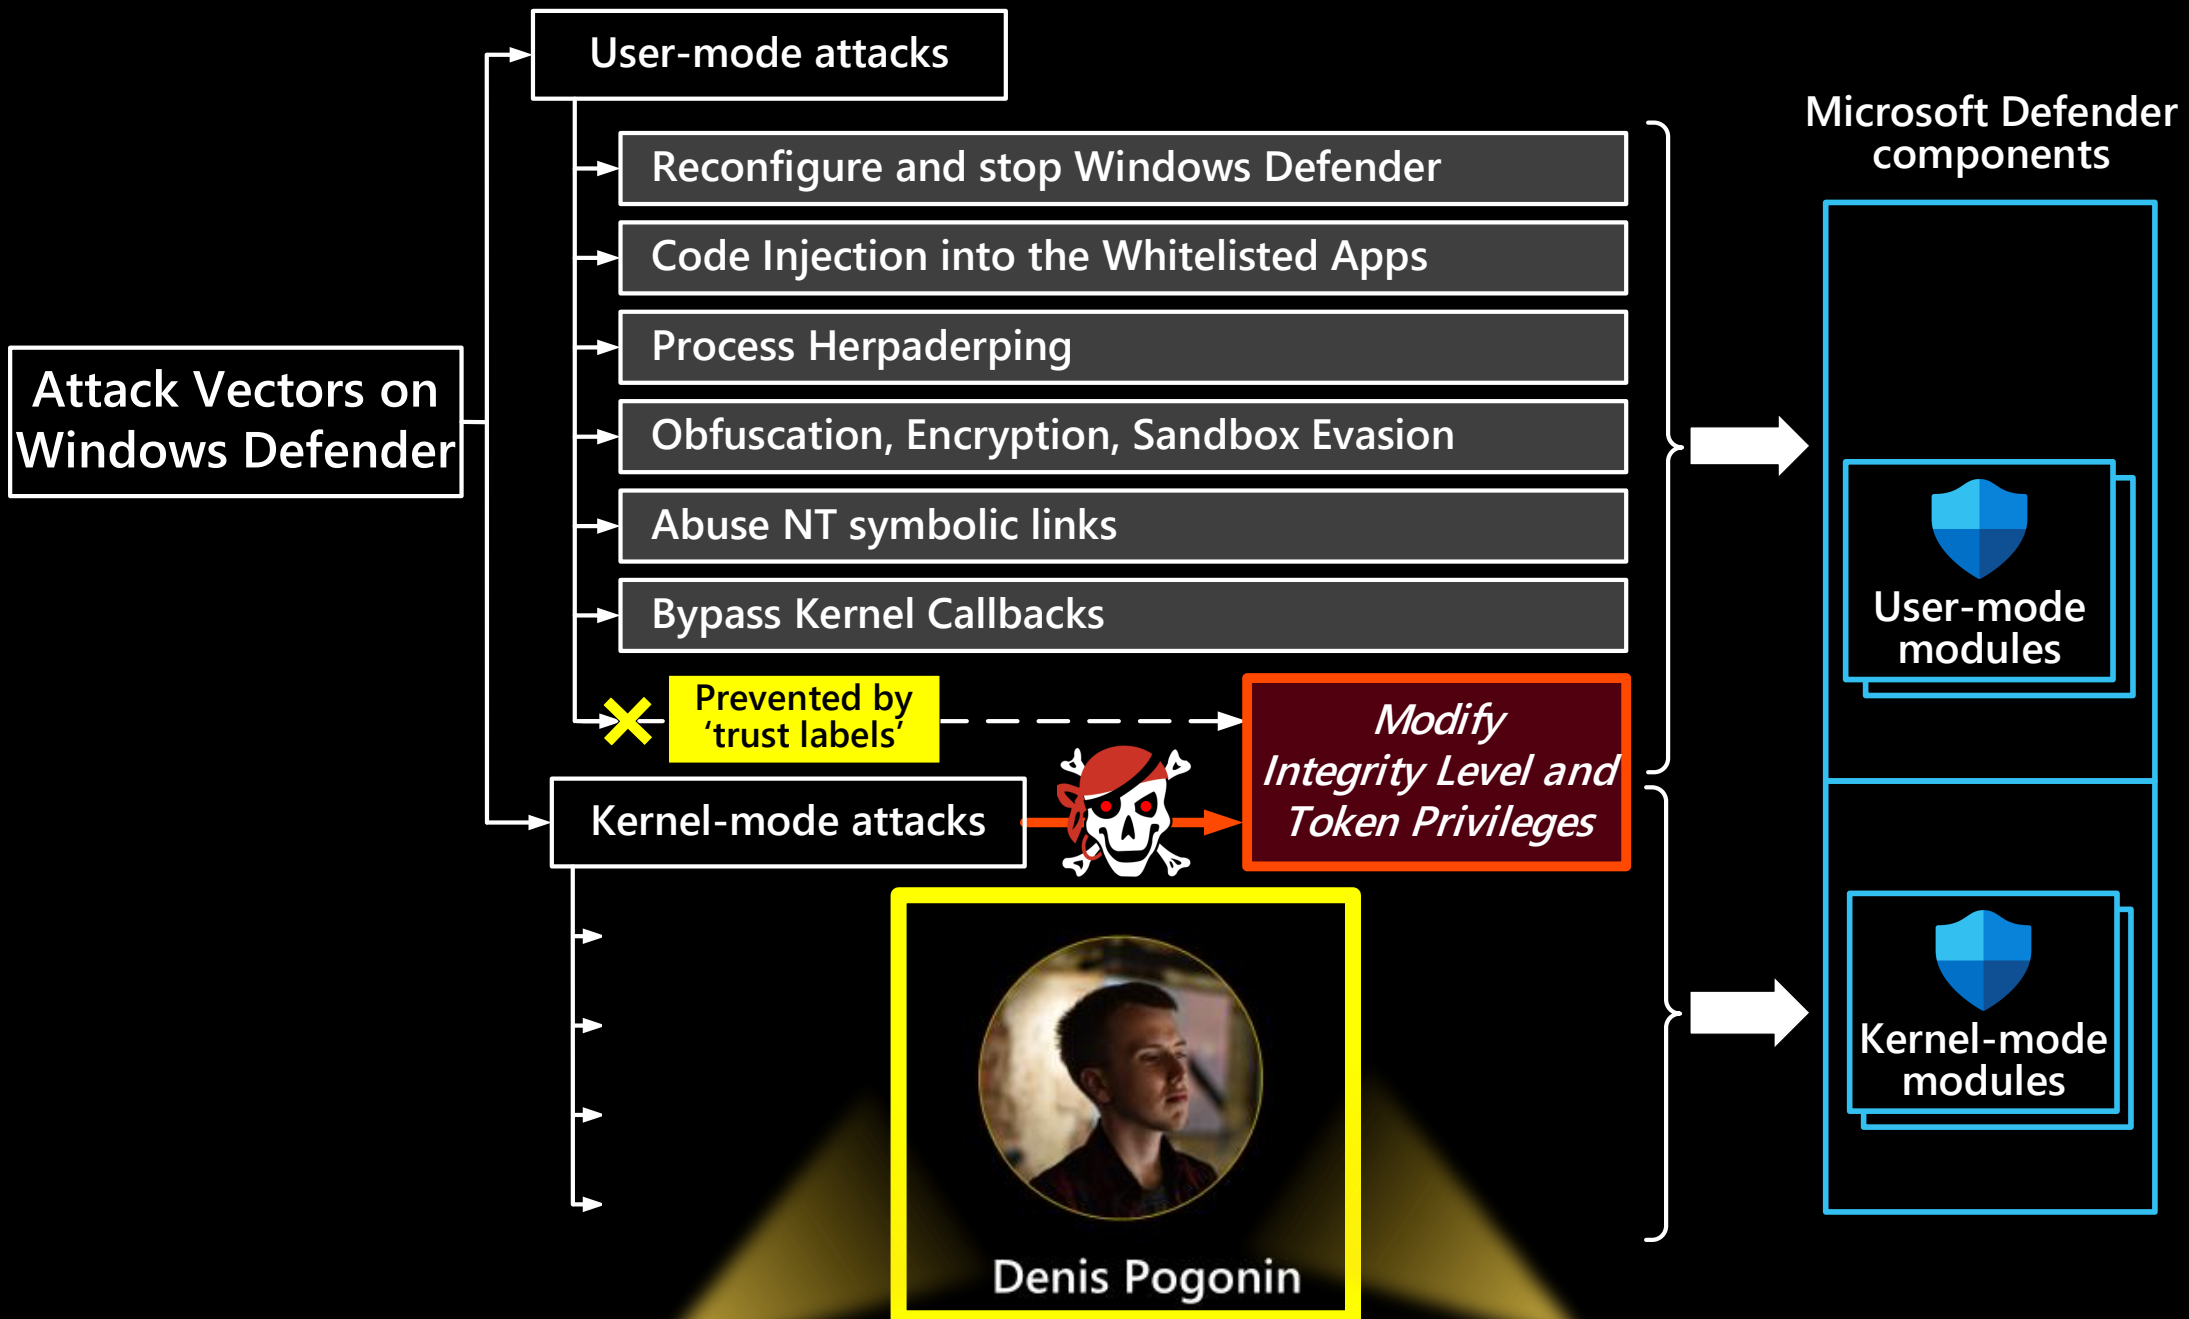 User-mode attacks
Reconfigure and stop Windows Defender
Code Injection into the Whitelisted Apps
Process Herpaderping
Obfuscation, Encryption, Sandbox Evasion
Abuse NT symbolic links
Bypass Kernel Callbacks
Attack Vectors on
Windows Defender
Prevented by
‘trust labels’
Modify
Integrity Level and
Token Privileges
Kernel-mode attacks
Denis Pogonin
Microsoft Defender
components
User-mode
modules
Kernel-mode
modules